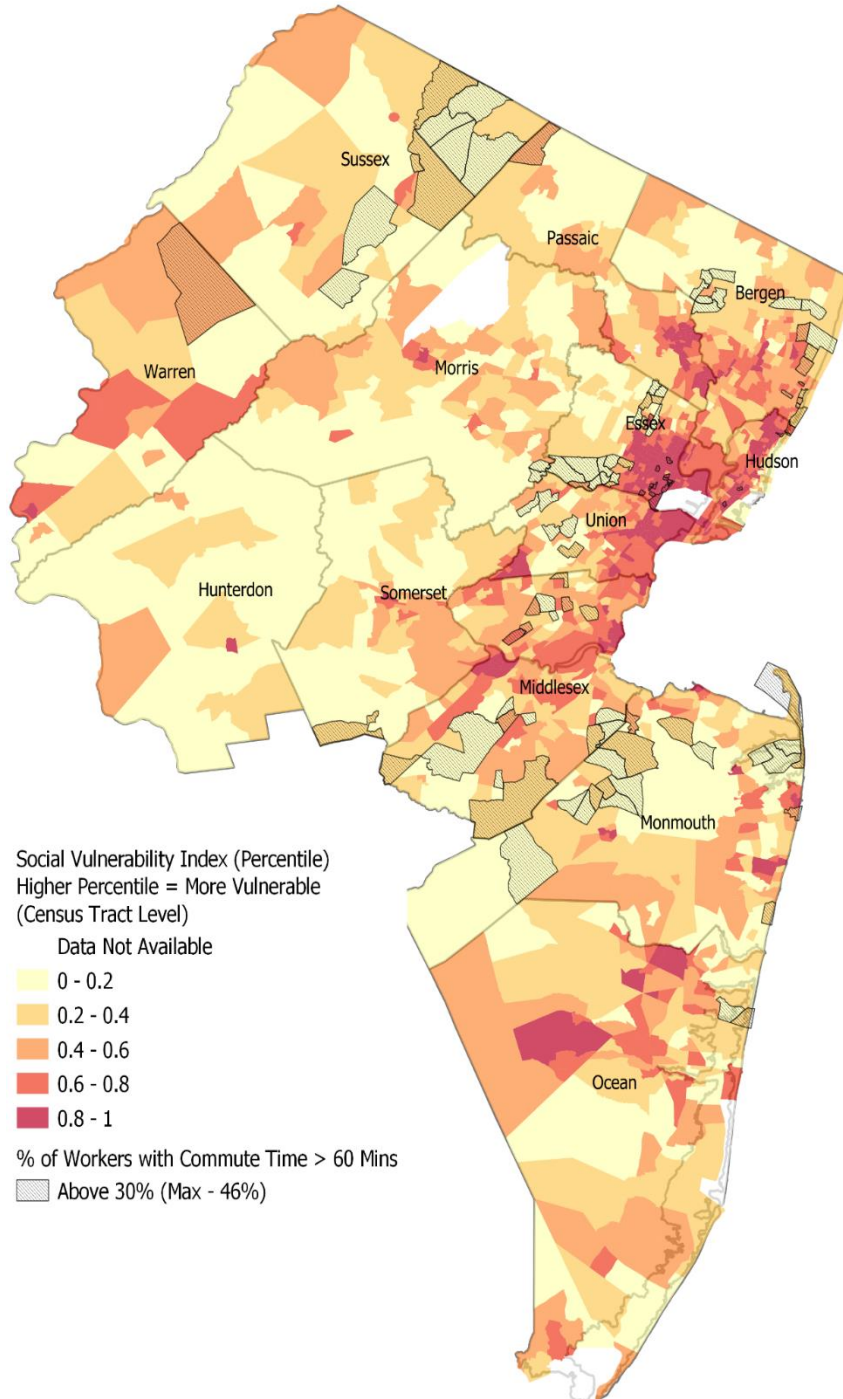 Sussex
Passaic
Bergen
Warren
Morris
Essex
Hudson
Union
Hunterdon
Somerset
Middlesex
Monmouth
Ocean
Social Vulnerability Index (Percentile)
Higher Percentile = More Vulnerable
(Census Tract Level)
Data Not Available
0 - 0.2
0.2 - 0.4
0.4 - 0.6
0.6 - 0.8
0.8 - 1
% of Workers with Commute Time > 60 Mins
Above 30% (Max - 46%)